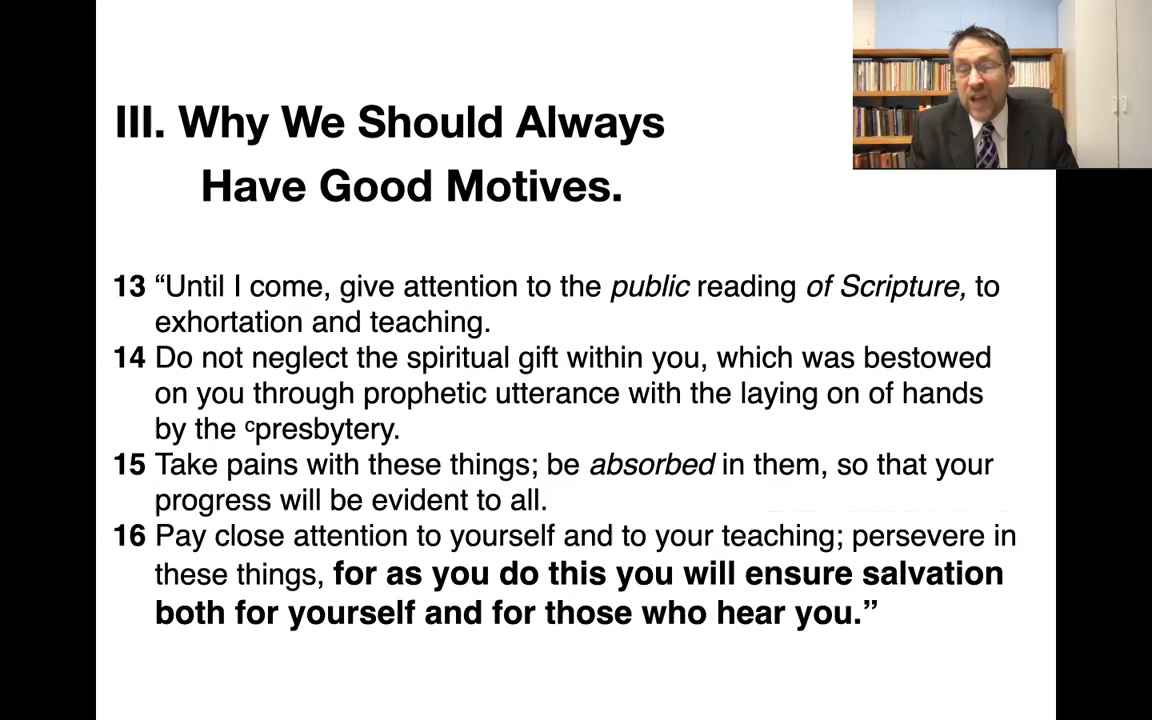 III. Why We Should Always
Have Good Motives.
13 “Until I come, give attention to the public reading of Scripture, to
exhortation and teaching.
14 Do not neglect the spiritual gift within you, which was bestowed
on you through prophetic utterance with the laying on of hands
by the ᶜpresbytery.
15 Take pains with these things; be absorbed in them, so that your
progress will be evident to all.
16 Pay close attention to yourself and to your teaching; persevere in
these things, for as you do this you will ensure salvation
both for yourself and for those who hear you.”